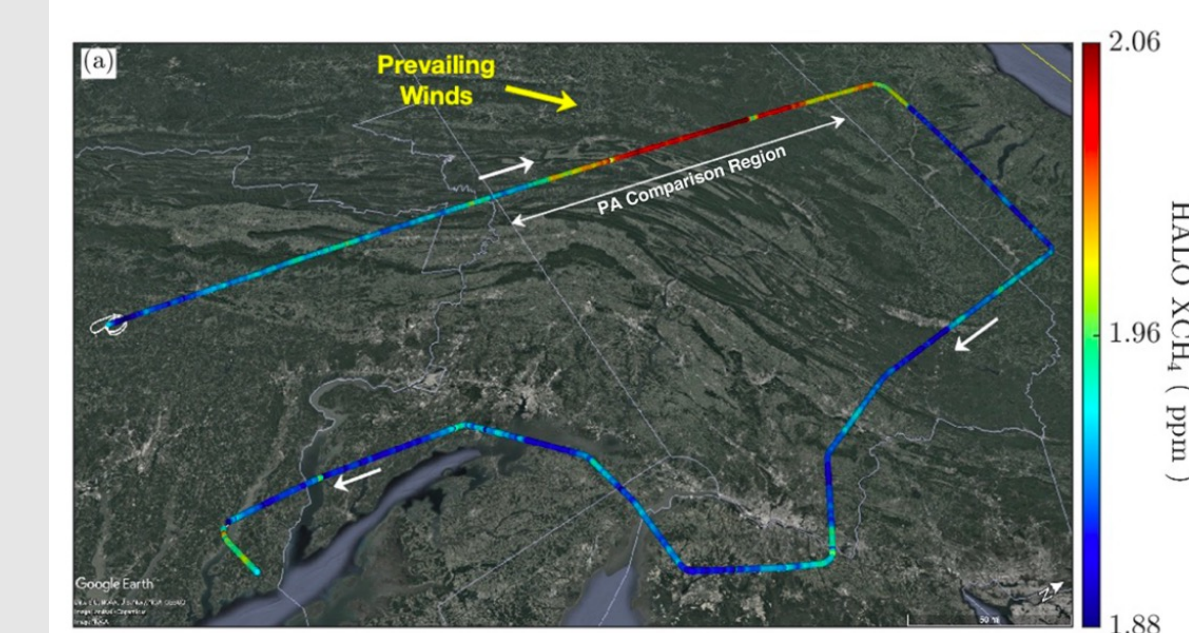 (a)
Prevailing
Winds
PA Comparison Region
2.06
1.96
1.88
HALO XCH₄ ( ppm )
Google Earth
N